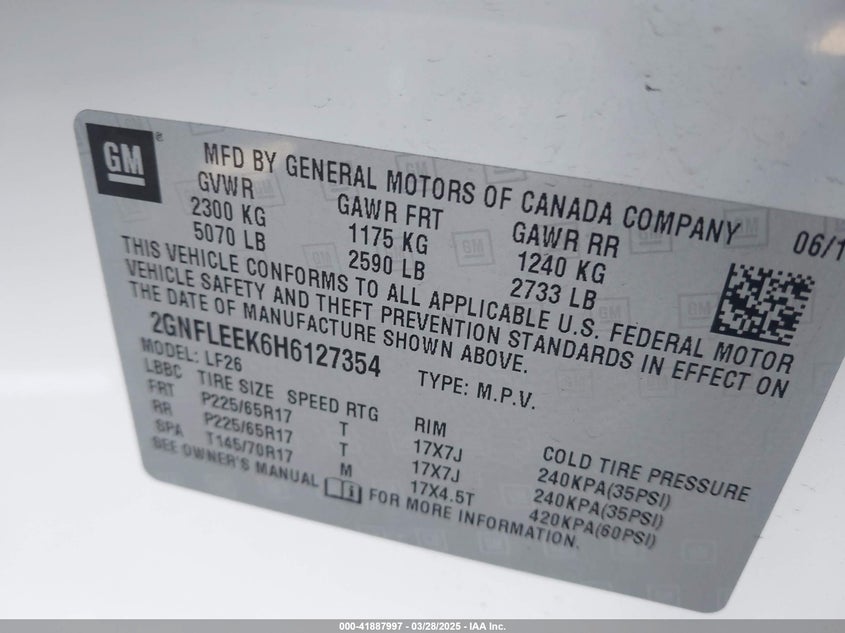 GM
MFD BY GENERAL MOTORS OF CANADA COMPANY 06/1
GVWR GAWR FRT GAWR RR
2300 KG 1175 KG 1240 KG
5070 LB 2590 LB 2733 LB
THIS VEHICLE CONFORMS TO ALL APPLICABLE U.S. FEDERAL MOTOR
VEHICLE SAFETY AND THEFT PREVENTION STANDARDS IN EFFECT ON
THE DATE OF MANUFACTURE SHOWN ABOVE.
2GNFLEEK6H6127354 TYPE: M.P.V.
MODEL: LF26
LBBC TIRE SIZE SPEED RTG RIM COLD TIRE PRESSURE
FRT P225/65R17 T 17X7J 240KPA(35PSI)
RR P225/65R17 T 17X7J 240KPA(35PSI)
SPA T145/70R17 M 17X4.5T 420KPA(60PSI)
SEE OWNER'S MANUAL FOR MORE INFORMATION.
000-41887997 | 03/28/2025 - IAA Inc.